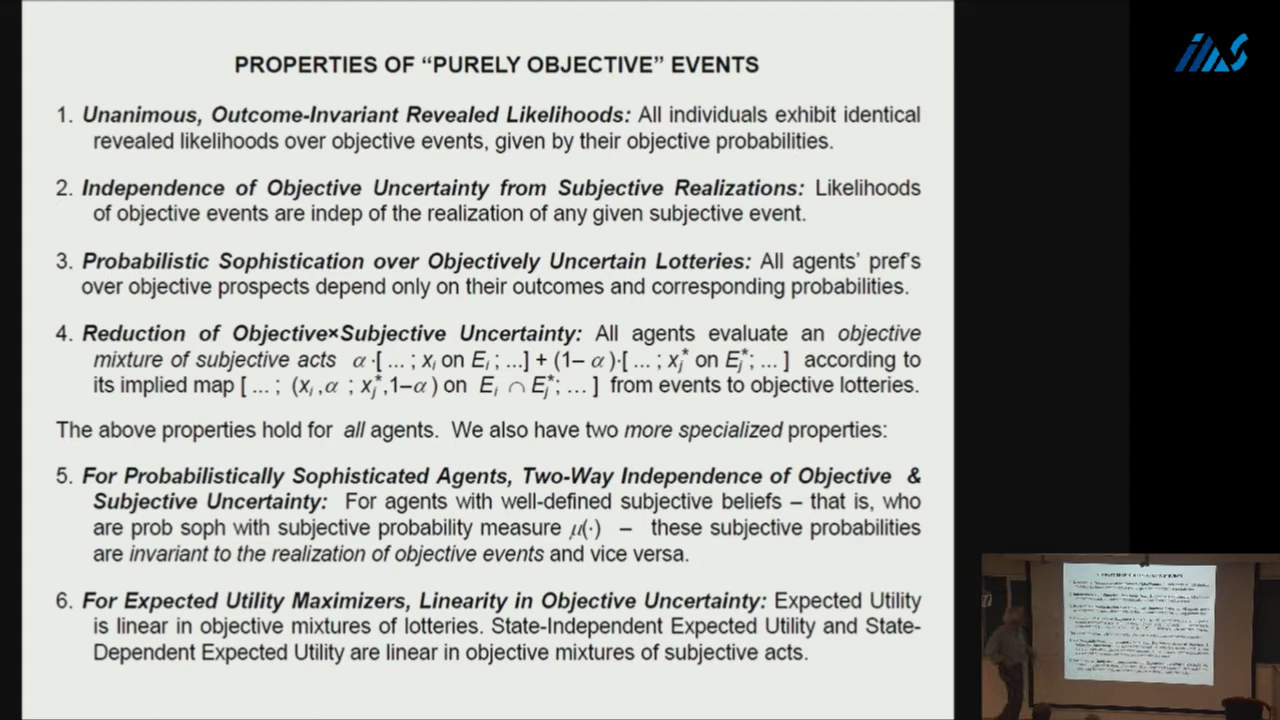 PROPERTIES OF “PURELY OBJECTIVE” EVENTS
1. Unanimous, Outcome-Invariant Revealed Likelihoods: All individuals exhibit identical
revealed likelihoods over objective events, given by their objective probabilities.
2. Independence of Objective Uncertainty from Subjective Realizations: Likelihoods
of objective events are indep of the realization of any given subjective event.
3. Probabilistic Sophistication over Objectively Uncertain Lotteries: All agents’ pref’s
over objective prospects depend only on their outcomes and corresponding probabilities.
4. Reduction of Objective×Subjective Uncertainty: All agents evaluate an objective
mixture of subjective acts α·[ ... ; xᵢ on Eᵢ ; ...] + (1– α)·[ ... ; xⱼ* on Eⱼ*; ... ] according to
its implied map [ ... ; (xᵢ ,α ; xⱼ*,1–α) on Eᵢ ∩ Eⱼ*; ... ] from events to objective lotteries.
The above properties hold for all agents. We also have two more specialized properties:
5. For Probabilistically Sophisticated Agents, Two-Way Independence of Objective &
Subjective Uncertainty: For agents with well-defined subjective beliefs – that is, who
are prob soph with subjective probability measure μ(·) – these subjective probabilities
are invariant to the realization of objective events and vice versa.
6. For Expected Utility Maximizers, Linearity in Objective Uncertainty: Expected Utility
is linear in objective mixtures of lotteries. State-Independent Expected Utility and State-
Dependent Expected Utility are linear in objective mixtures of subjective acts.